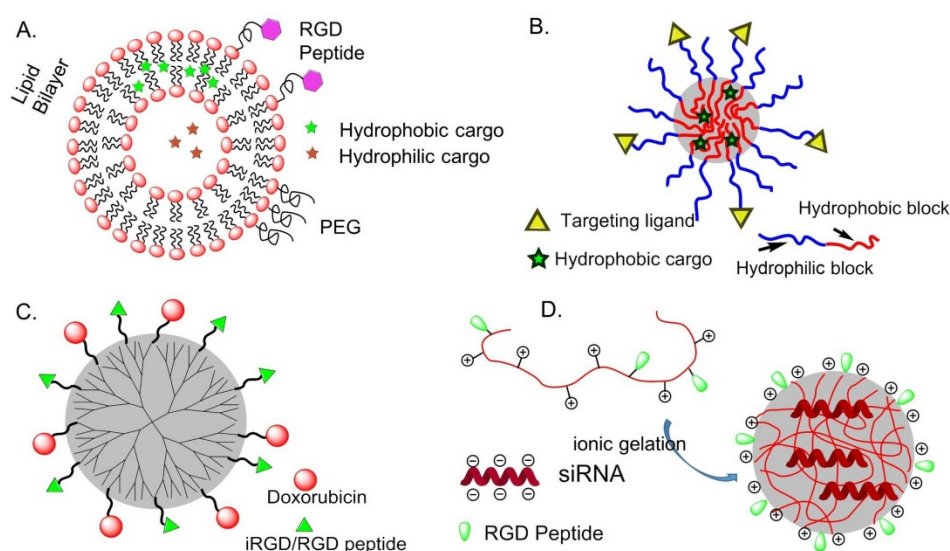 A.
Lipid
Bilayer
RGD
Peptide
Hydrophobic cargo
Hydrophilic cargo
PEG
B.
Targeting ligand
Hydrophobic cargo
Hydrophobic block
Hydrophilic block
C.
Doxorubicin
iRGD/RGD peptide
D.
ionic gelation
siRNA
RGD Peptide